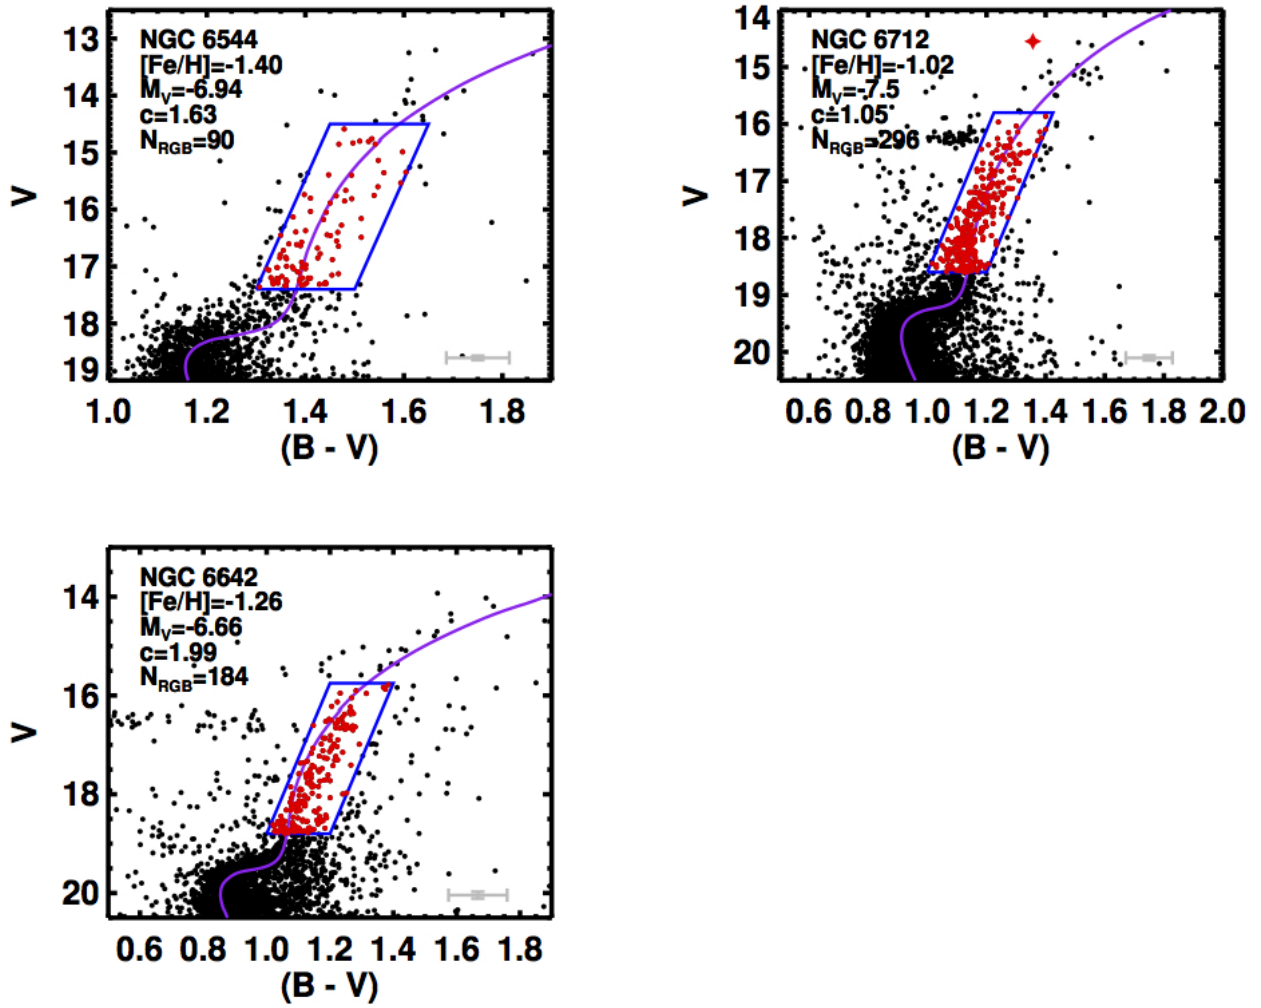 NGC 6544
[Fe/H]=-1.40
M_V=-6.94
c=1.63
N_RGB=90
13
14
15
16
17
18
19
V
1.0 1.2 1.4 1.6 1.8
(B - V)
NGC 6712
[Fe/H]=-1.02
M_V=-7.5
c=1.05
N_RGB=296
14
15
16
17
18
19
20
V
0.6 0.8 1.0 1.2 1.4 1.6 1.8 2.0
(B - V)
NGC 6642
[Fe/H]=-1.26
M_V=-6.66
c=1.99
N_RGB=184
14
16
18
20
V
0.6 0.8 1.0 1.2 1.4 1.6 1.8
(B - V)